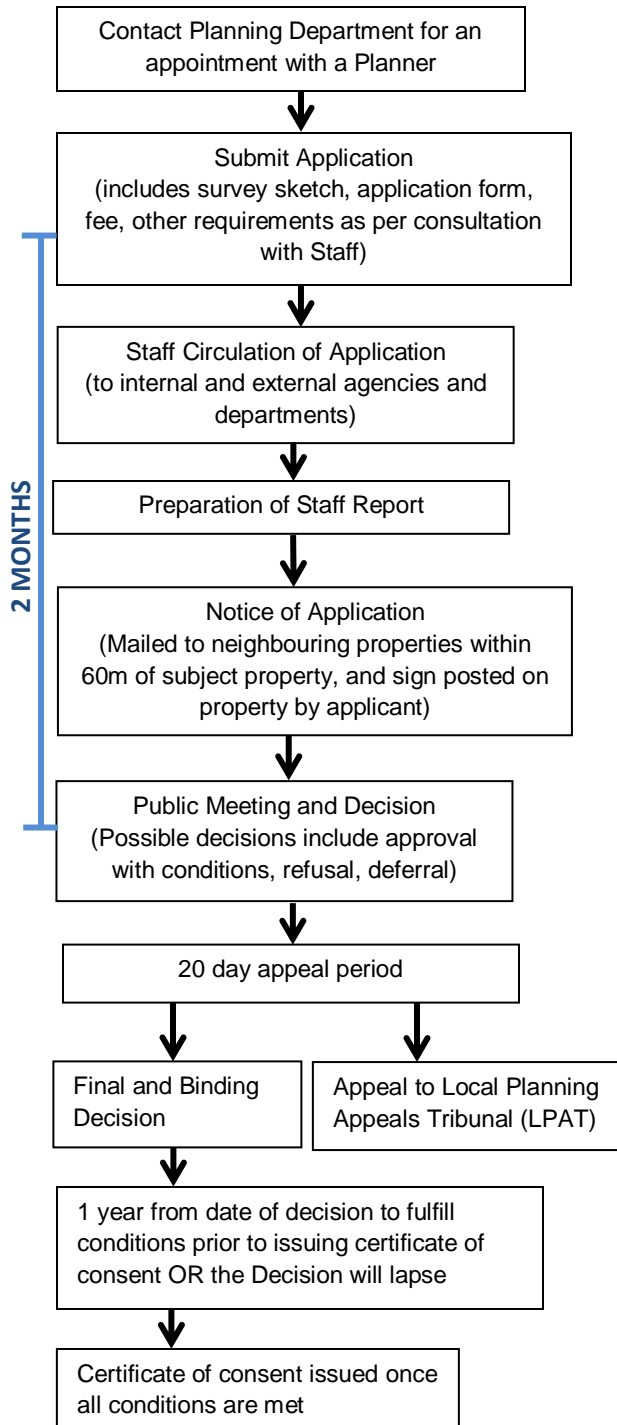 Contact Planning Department for an
appointment with a Planner
Submit Application
(includes survey sketch, application form,
fee, other requirements as per consultation
with Staff)
Staff Circulation of Application
(to internal and external agencies and
departments)
Preparation of Staff Report
2 MONTHS
Notice of Application
(Mailed to neighbouring properties within
60m of subject property, and sign posted on
property by applicant)
Public Meeting and Decision
(Possible decisions include approval
with conditions, refusal, deferral)
20 day appeal period
Final and Binding
Decision
Appeal to Local Planning
Appeals Tribunal (LPAT)
1 year from date of decision to fulfill
conditions prior to issuing certificate of
consent OR the Decision will lapse
Certificate of consent issued once
all conditions are met